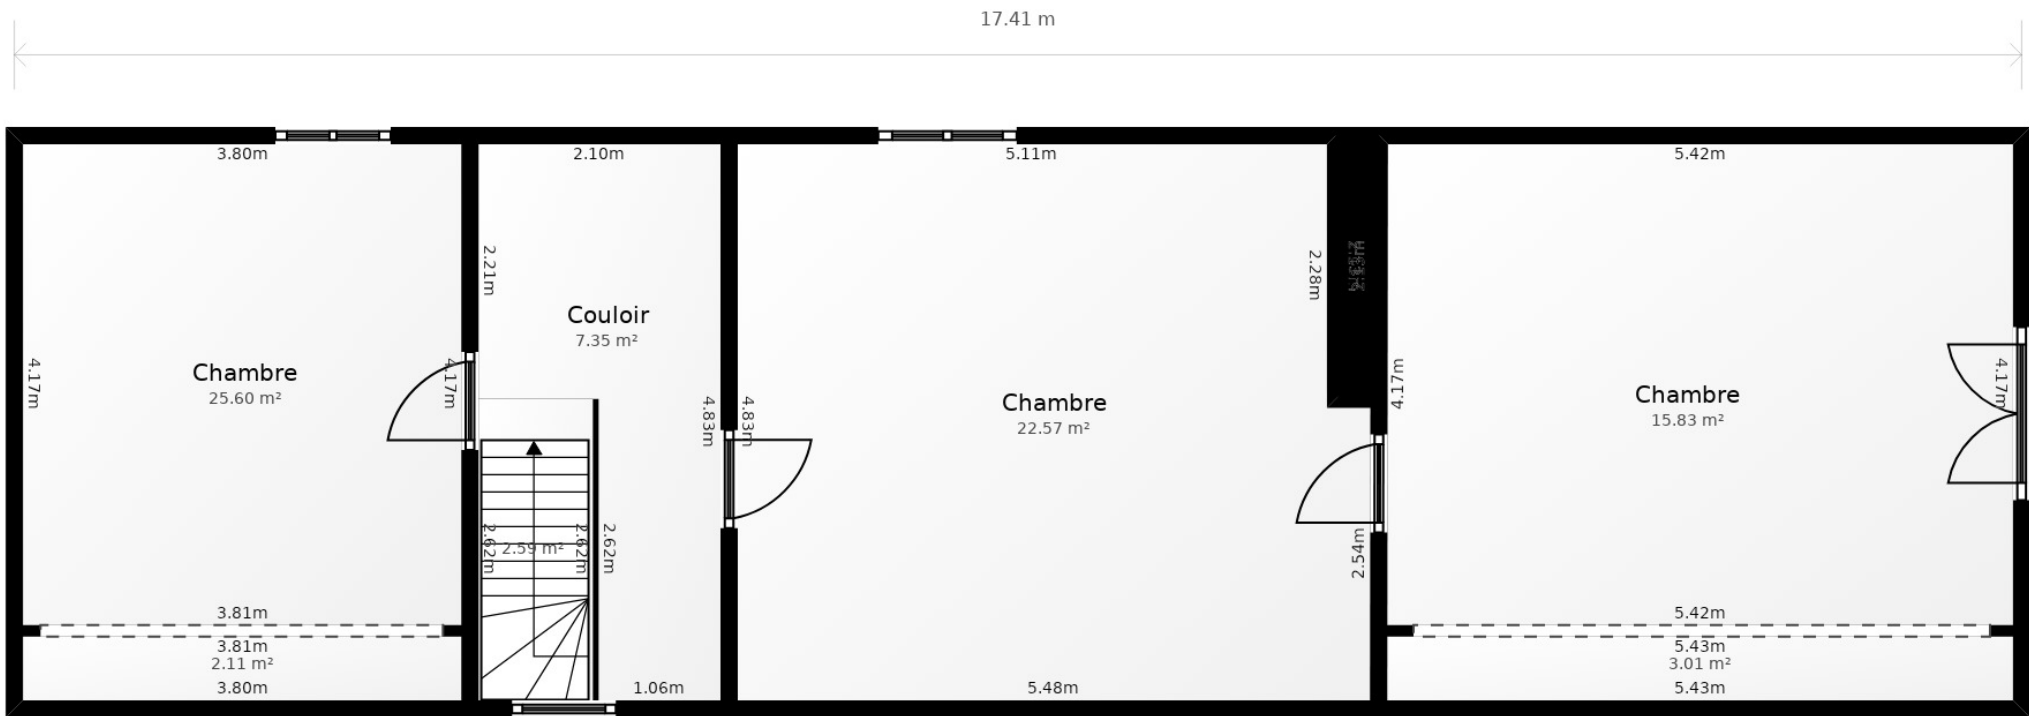 17.41 m
3.80m
2.10m
5.11m
5.42m
2.21m
2.28m
Couloir
7.35 m²
Chambre
25.60 m²
4.17m
4.17m
4.83m
4.83m
Chambre
22.57 m²
4.17m
Chambre
15.83 m²
4.17m
2.62m
2.59 m²
2.62m
2.62m
2.54m
3.81m
5.42m
3.81m
2.11 m²
5.43m
3.01 m²
3.80m
1.06m
5.48m
5.43m